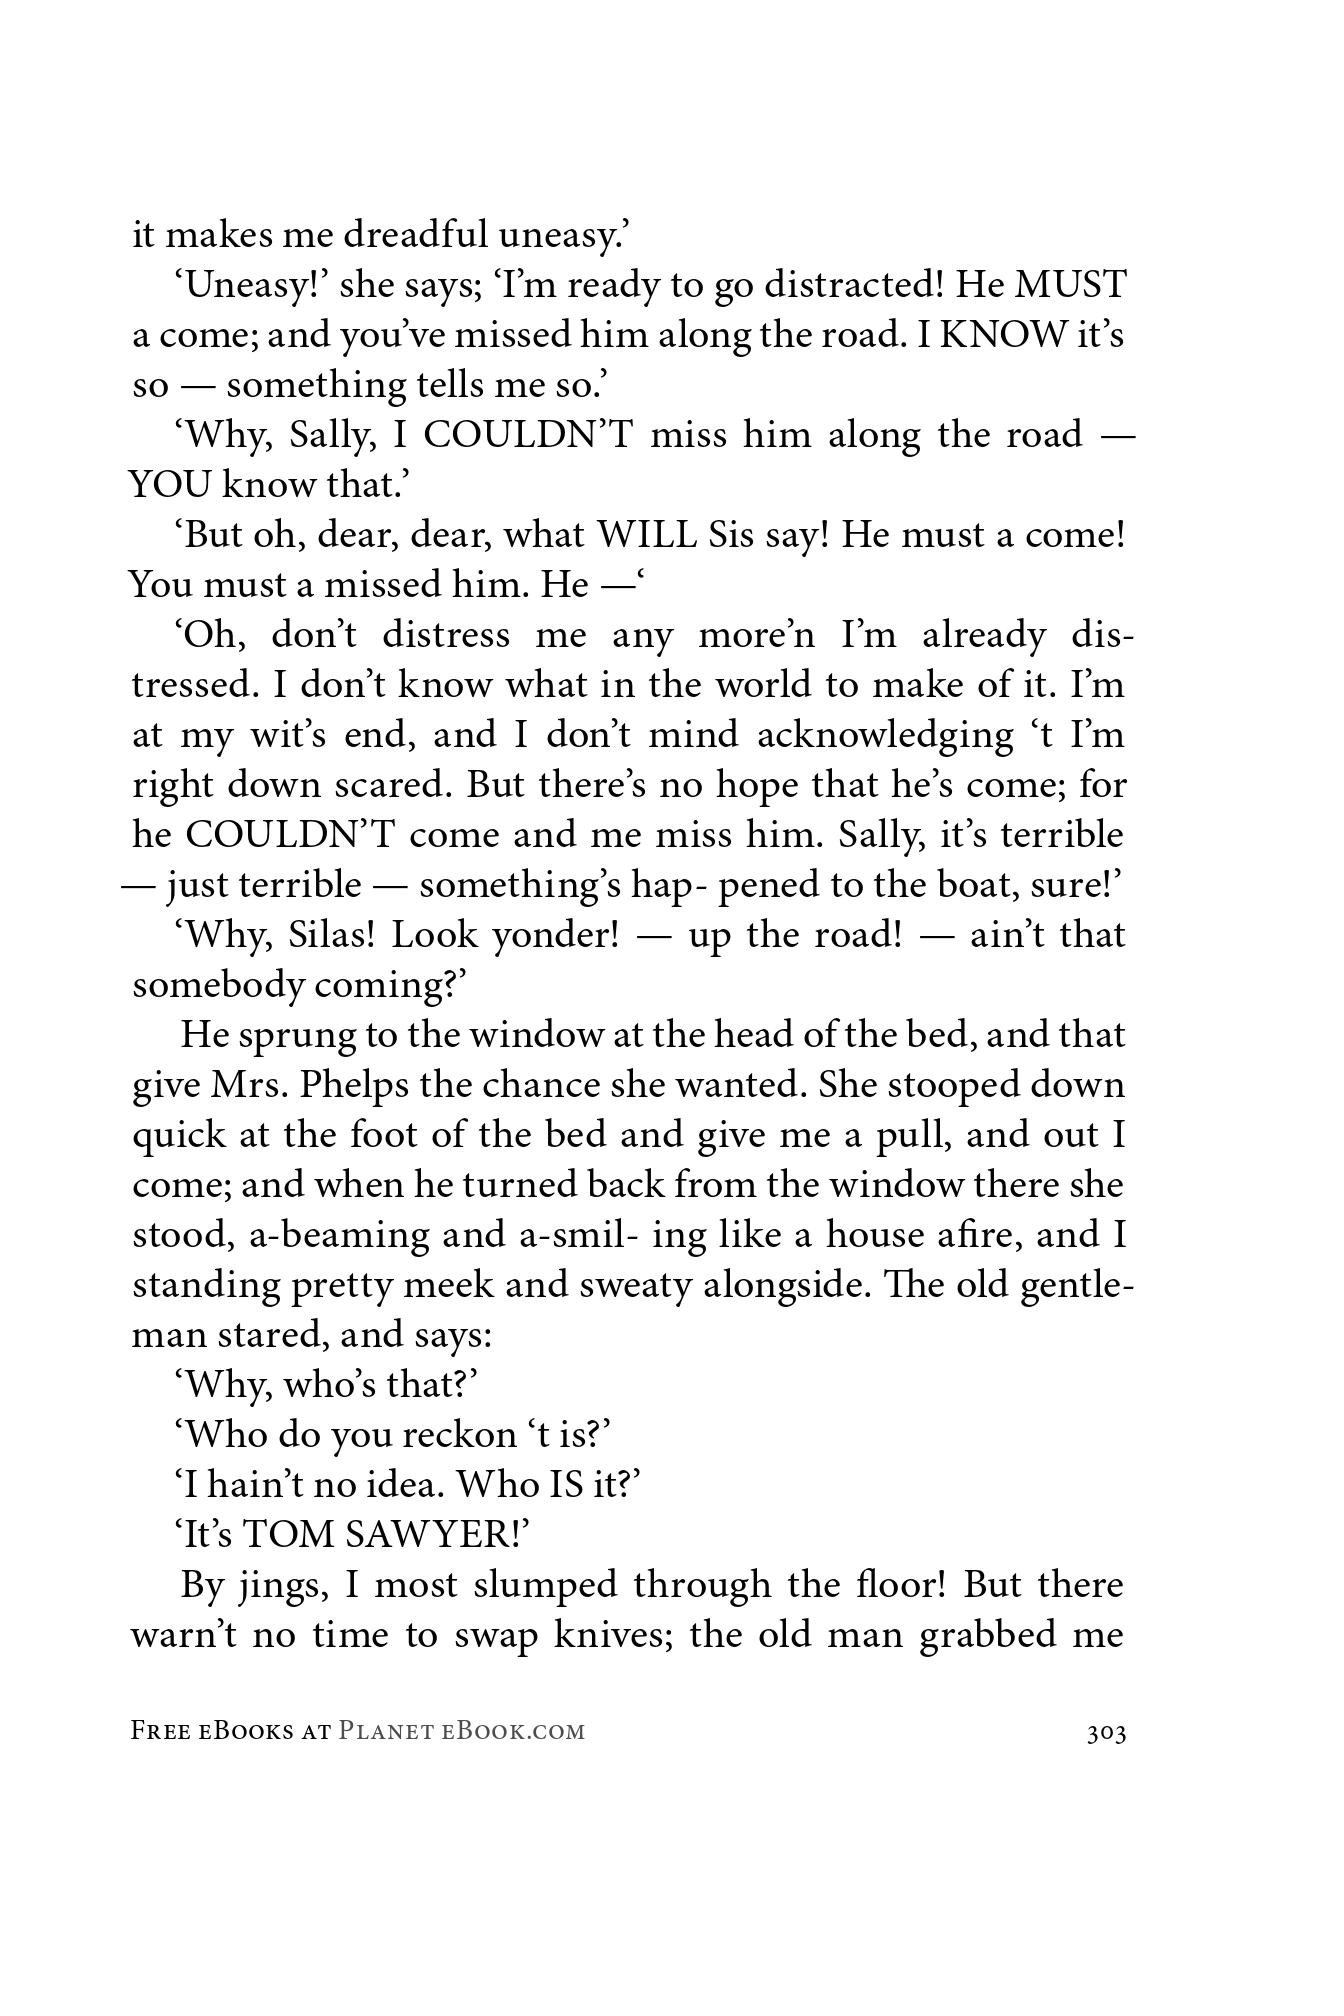 it makes me dreadful uneasy.’
‘Uneasy!’ she says; ‘I’m ready to go distracted! He MUST
a come; and you’ve missed him along the road. I KNOW it’s
so — something tells me so.’
‘Why, Sally, I COULDN’T miss him along the road —
YOU know that.’
‘But oh, dear, dear, what WILL Sis say! He must a come!
You must a missed him. He —‘
‘Oh, don’t distress me any more’n I’m already dis-
tressed. I don’t know what in the world to make of it. I’m
at my wit’s end, and I don’t mind acknowledging ‘t I’m
right down scared. But there’s no hope that he’s come; for
he COULDN’T come and me miss him. Sally, it’s terrible
— just terrible — something’s hap- pened to the boat, sure!’
‘Why, Silas! Look yonder! — up the road! — ain’t that
somebody coming?’
He sprung to the window at the head of the bed, and that
give Mrs. Phelps the chance she wanted. She stooped down
quick at the foot of the bed and give me a pull, and out I
come; and when he turned back from the window there she
stood, a-beaming and a-smil- ing like a house afire, and I
standing pretty meek and sweaty alongside. The old gentle-
man stared, and says:
‘Why, who’s that?’
‘Who do you reckon ‘t is?’
‘I hain’t no idea. Who IS it?’
‘It’s TOM SAWYER!’
By jings, I most slumped through the floor! But there
warn’t no time to swap knives; the old man grabbed me
Free eBooks at Planet eBook.com 303